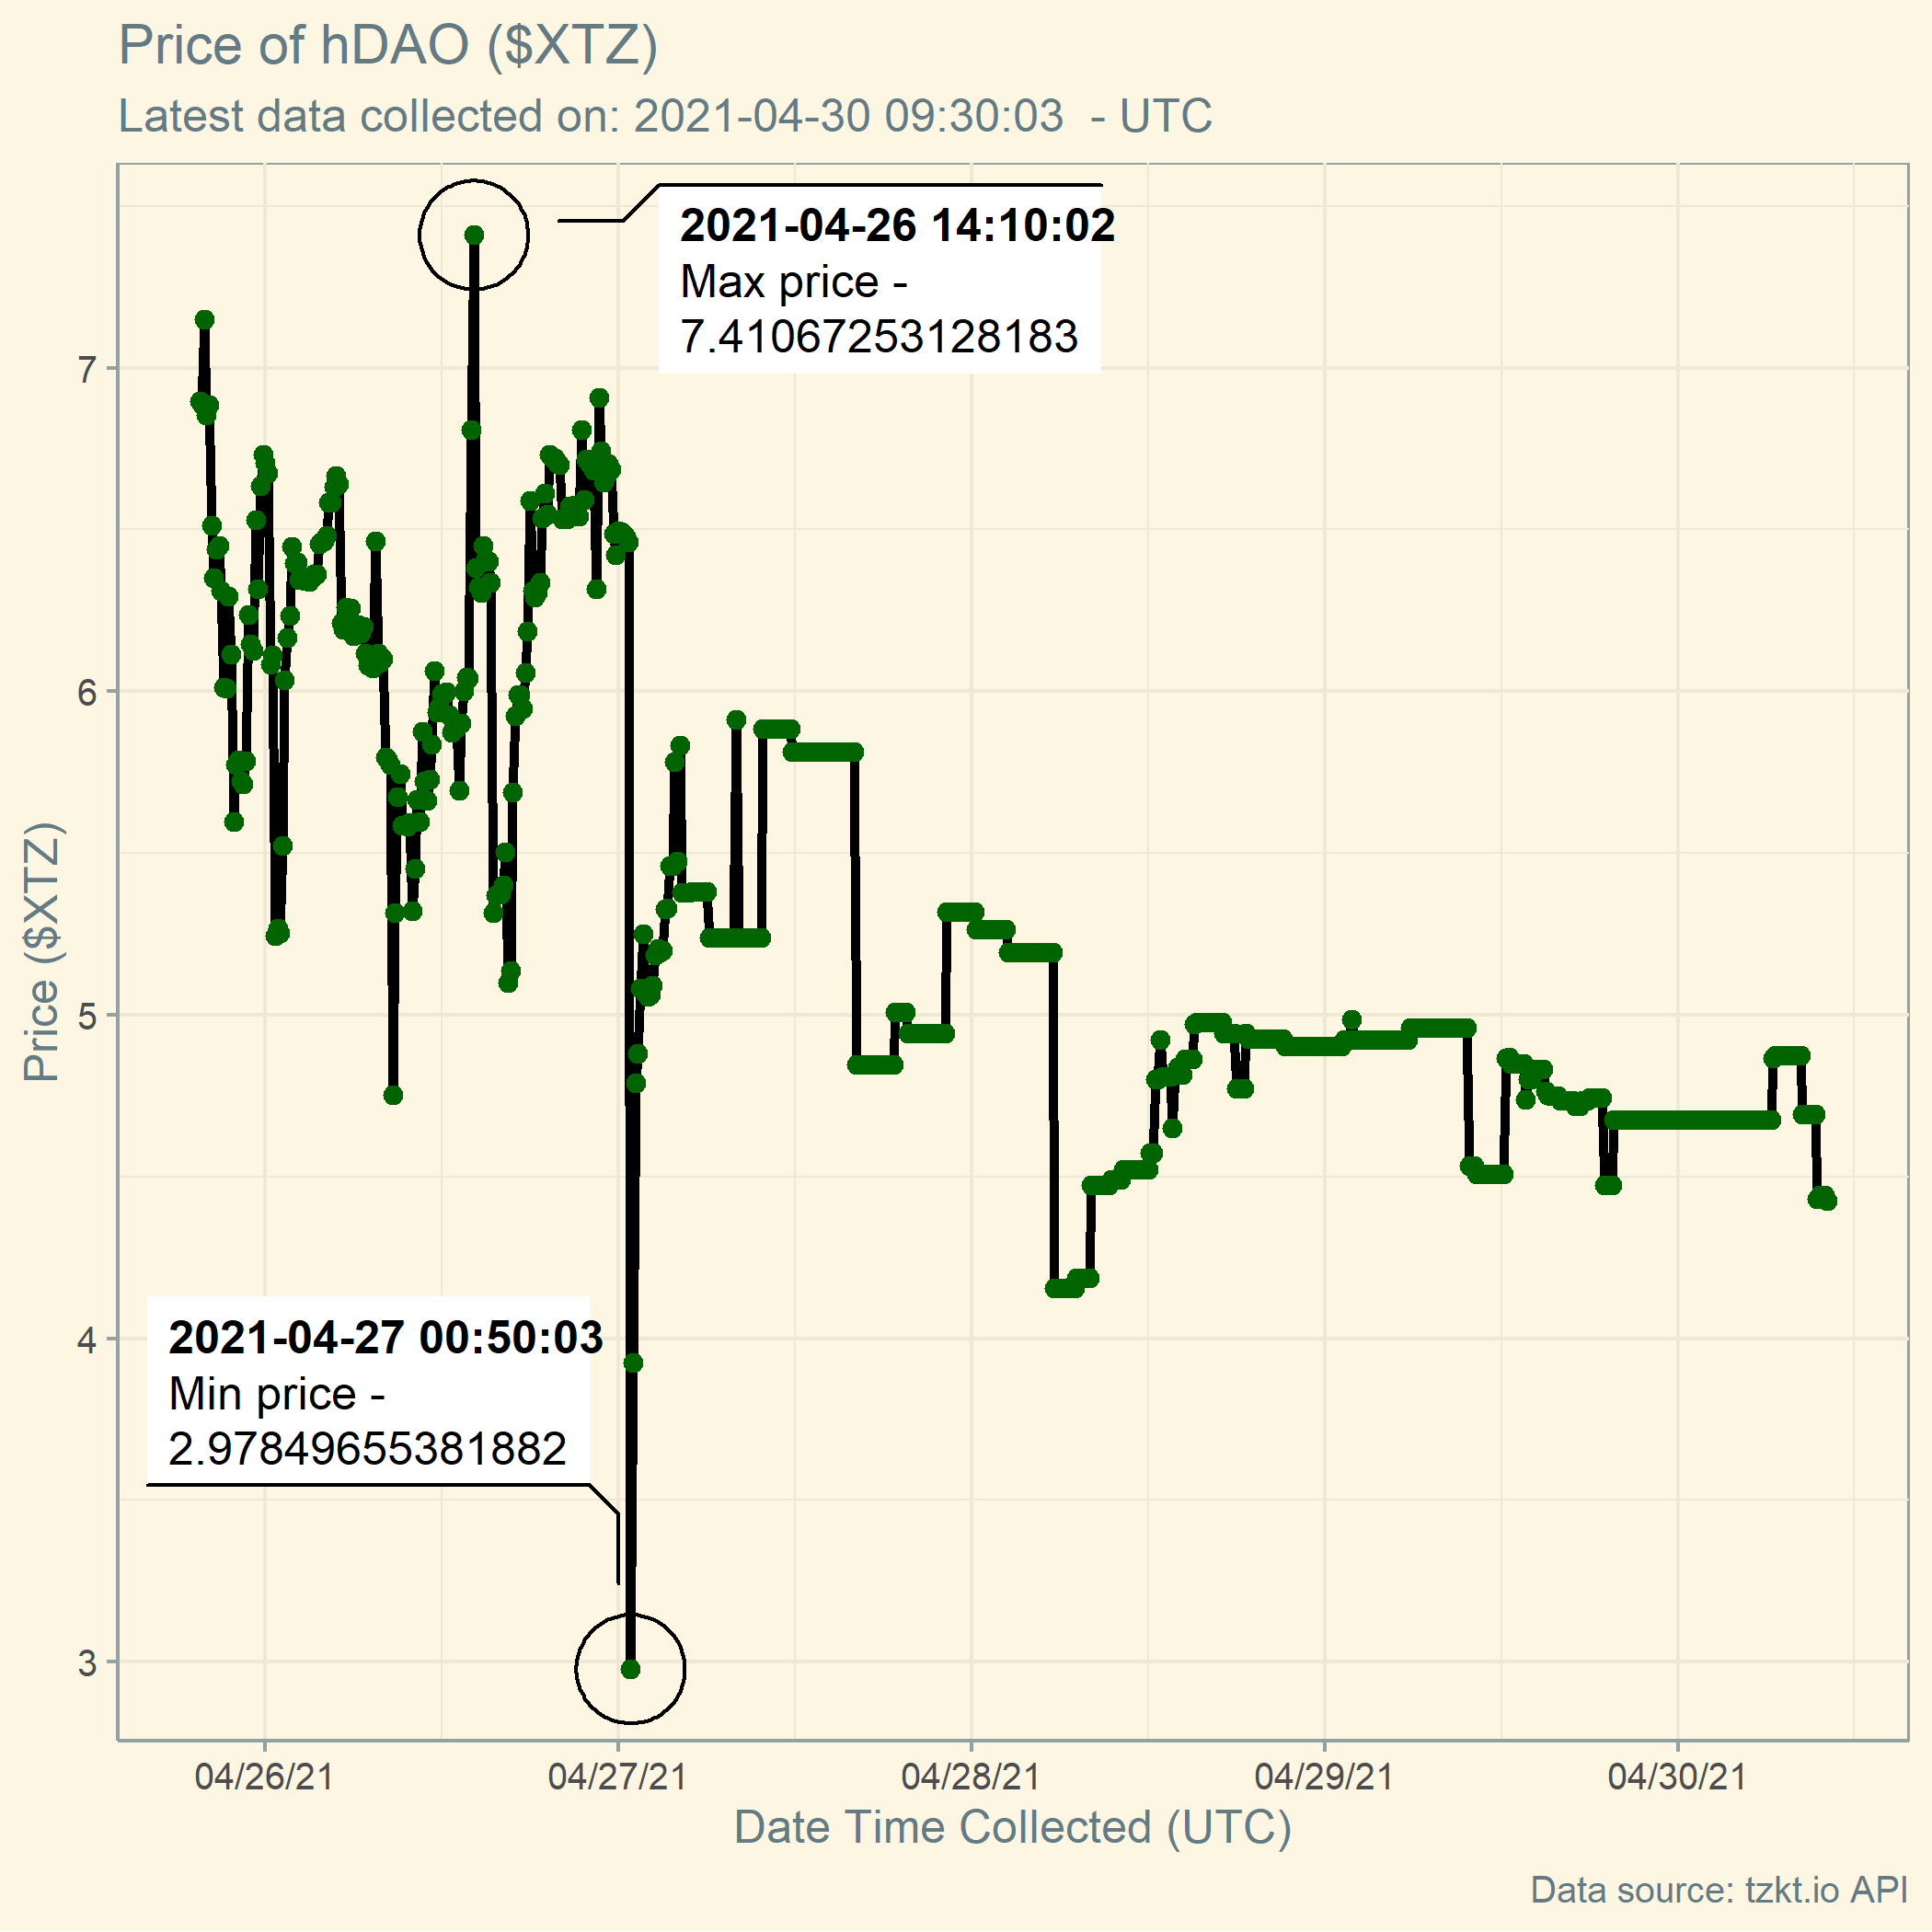 Price of hDAO ($XTZ)
Latest data collected on: 2021-04-30 09:30:03  - UTC
2021-04-26 14:10:02
Max price -
7.41067253128183
7
6
5
4
3
Price ($XTZ)
2021-04-27 00:50:03
Min price -
2.97849655381882
04/26/21
04/27/21
04/28/21
04/29/21
04/30/21
Date Time Collected (UTC)
Data source: tzkt.io API